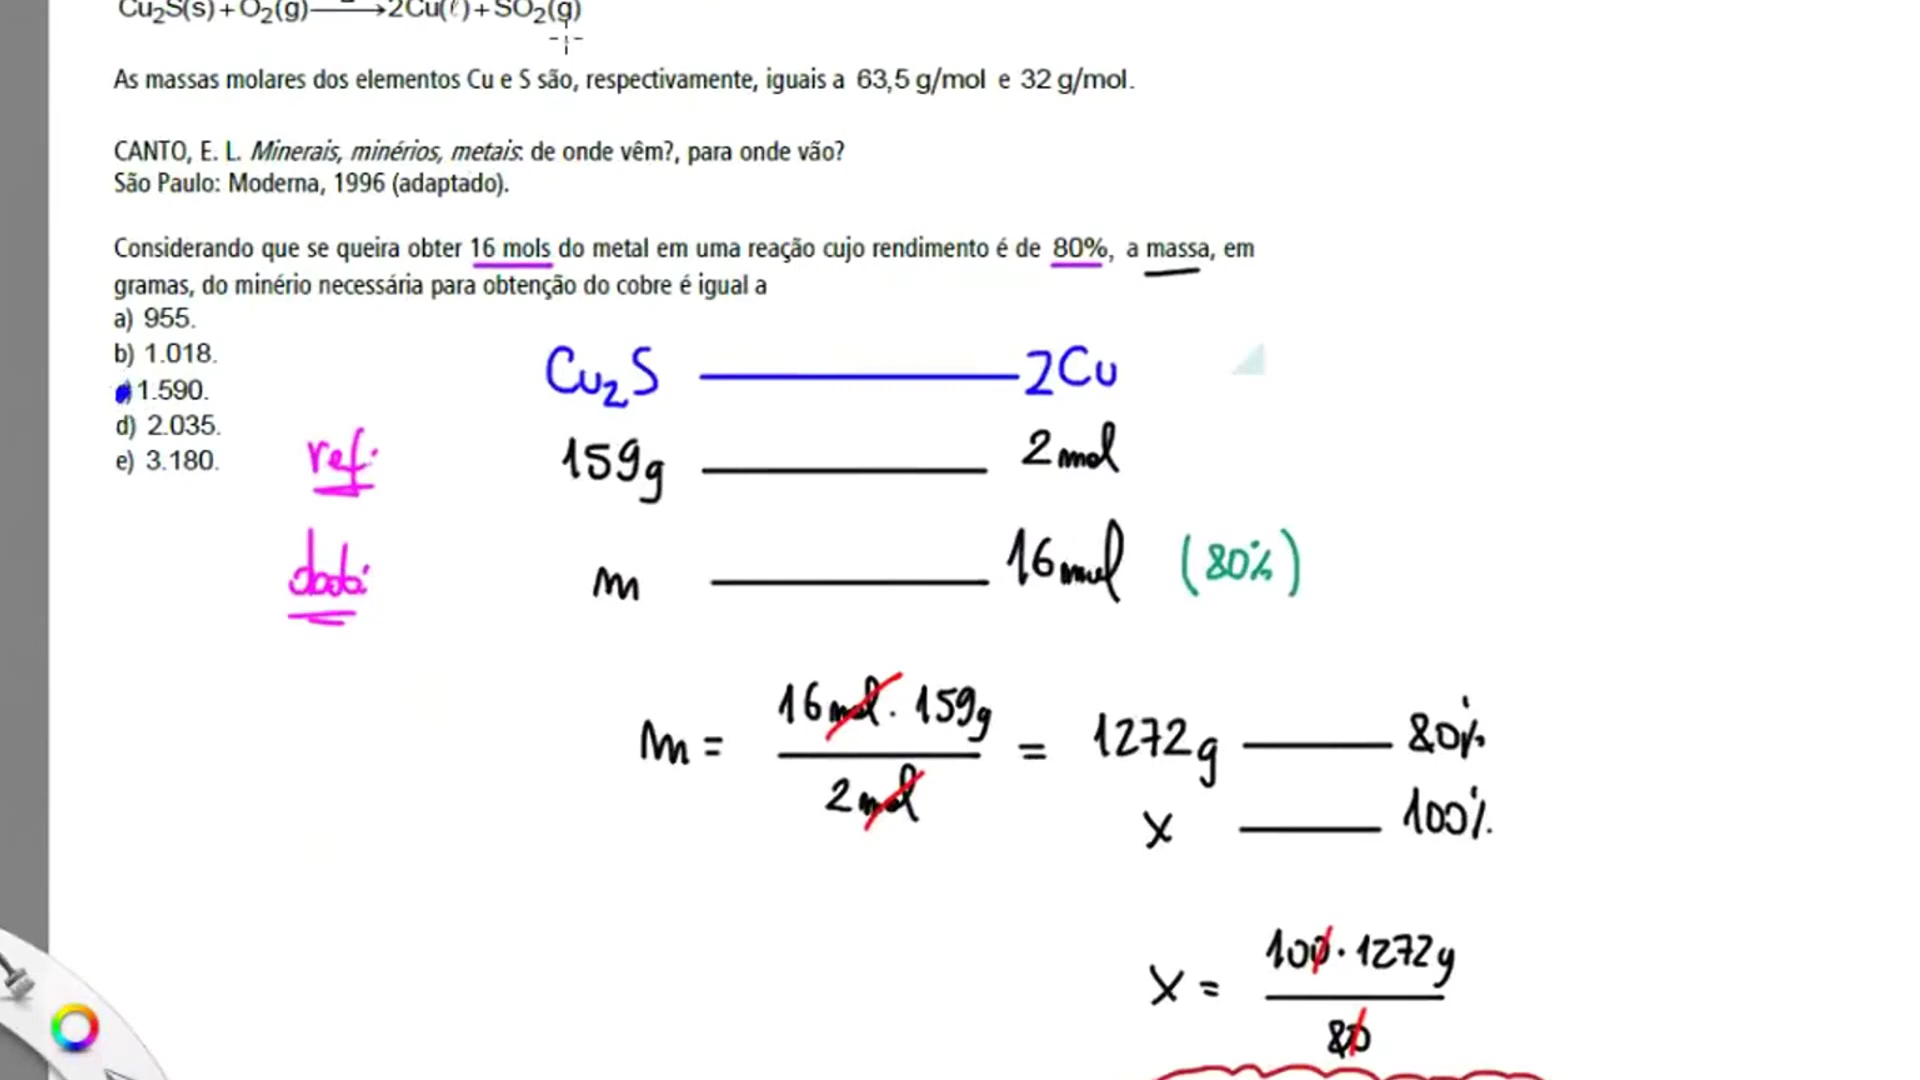 Cu₂S(s) + O₂(g) ⟶ 2Cu(ℓ) + SO₂(g)
As massas molares dos elementos Cu e S são, respectivamente, iguais a 63,5 g/mol e 32 g/mol.
CANTO, E. L. Minerais, minérios, metais: de onde vêm?, para onde vão?
São Paulo: Moderna, 1996 (adaptado).
Considerando que se queira obter 16 mols do metal em uma reação cujo rendimento é de 80%, a massa, em
gramas, do minério necessária para obtenção do cobre é igual a
a) 955.
b) 1.018.
) 1.590.
d) 2.035.
e) 3.180.
Cu₂S —— 2Cu
ref: 159g —— 2mol
dado: m —— 16mol (80%)
m = 16mol · 159g / 2mol = 1272g —— 80%
x —— 100%
x = 100 · 1272g / 80